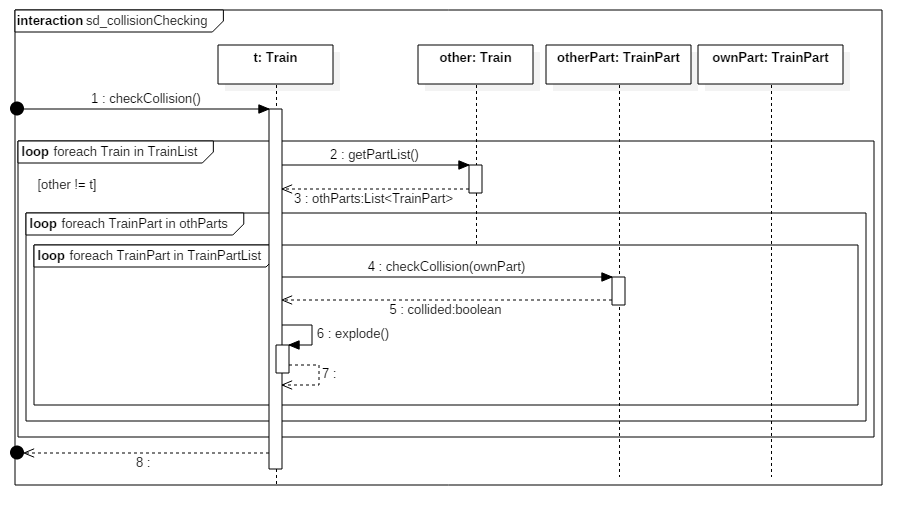 interaction sd_collisionChecking
t: Train
other: Train
otherPart: TrainPart
ownPart: TrainPart
1 : checkCollision()
loop foreach Train in TrainList
2 : getPartList()
[other != t]
3 : othParts:List<TrainPart>
loop foreach TrainPart in othParts
loop foreach TrainPart in TrainPartList
4 : checkCollision(ownPart)
5 : collided:boolean
6 : explode()
7 :
8 :